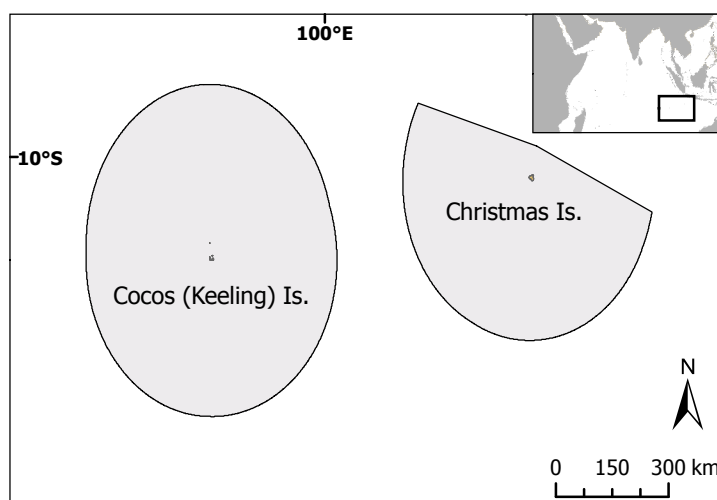 100°E
10°S
Christmas Is.
Cocos (Keeling) Is.
N
0 150 300 km